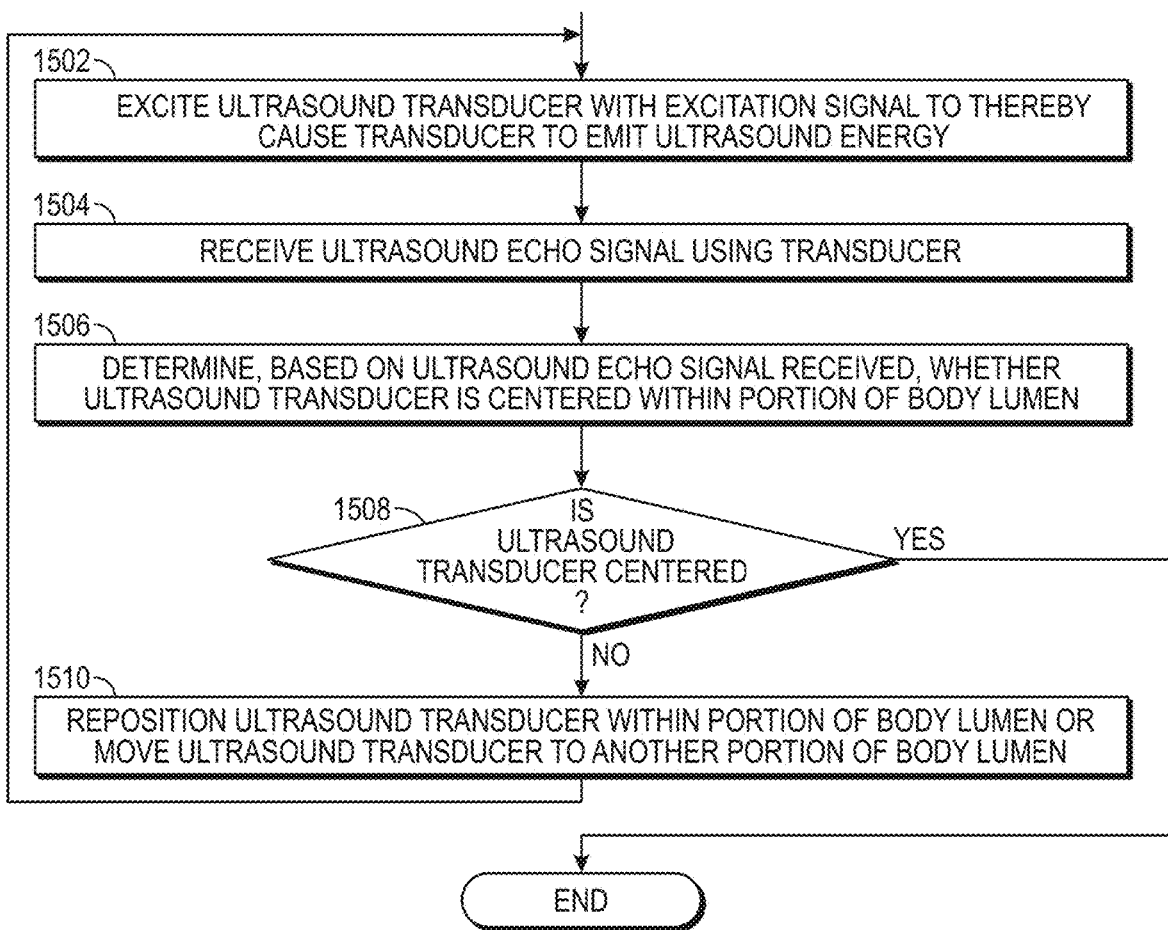 1502
EXCITE ULTRASOUND TRANSDUCER WITH EXCITATION SIGNAL TO THEREBY
CAUSE TRANSDUCER TO EMIT ULTRASOUND ENERGY
1504
RECEIVE ULTRASOUND ECHO SIGNAL USING TRANSDUCER
1506
DETERMINE, BASED ON ULTRASOUND ECHO SIGNAL RECEIVED, WHETHER
ULTRASOUND TRANSDUCER IS CENTERED WITHIN PORTION OF BODY LUMEN
1508
IS
ULTRASOUND
TRANSDUCER CENTERED
?
YES
NO
1510
REPOSITION ULTRASOUND TRANSDUCER WITHIN PORTION OF BODY LUMEN OR
MOVE ULTRASOUND TRANSDUCER TO ANOTHER PORTION OF BODY LUMEN
END